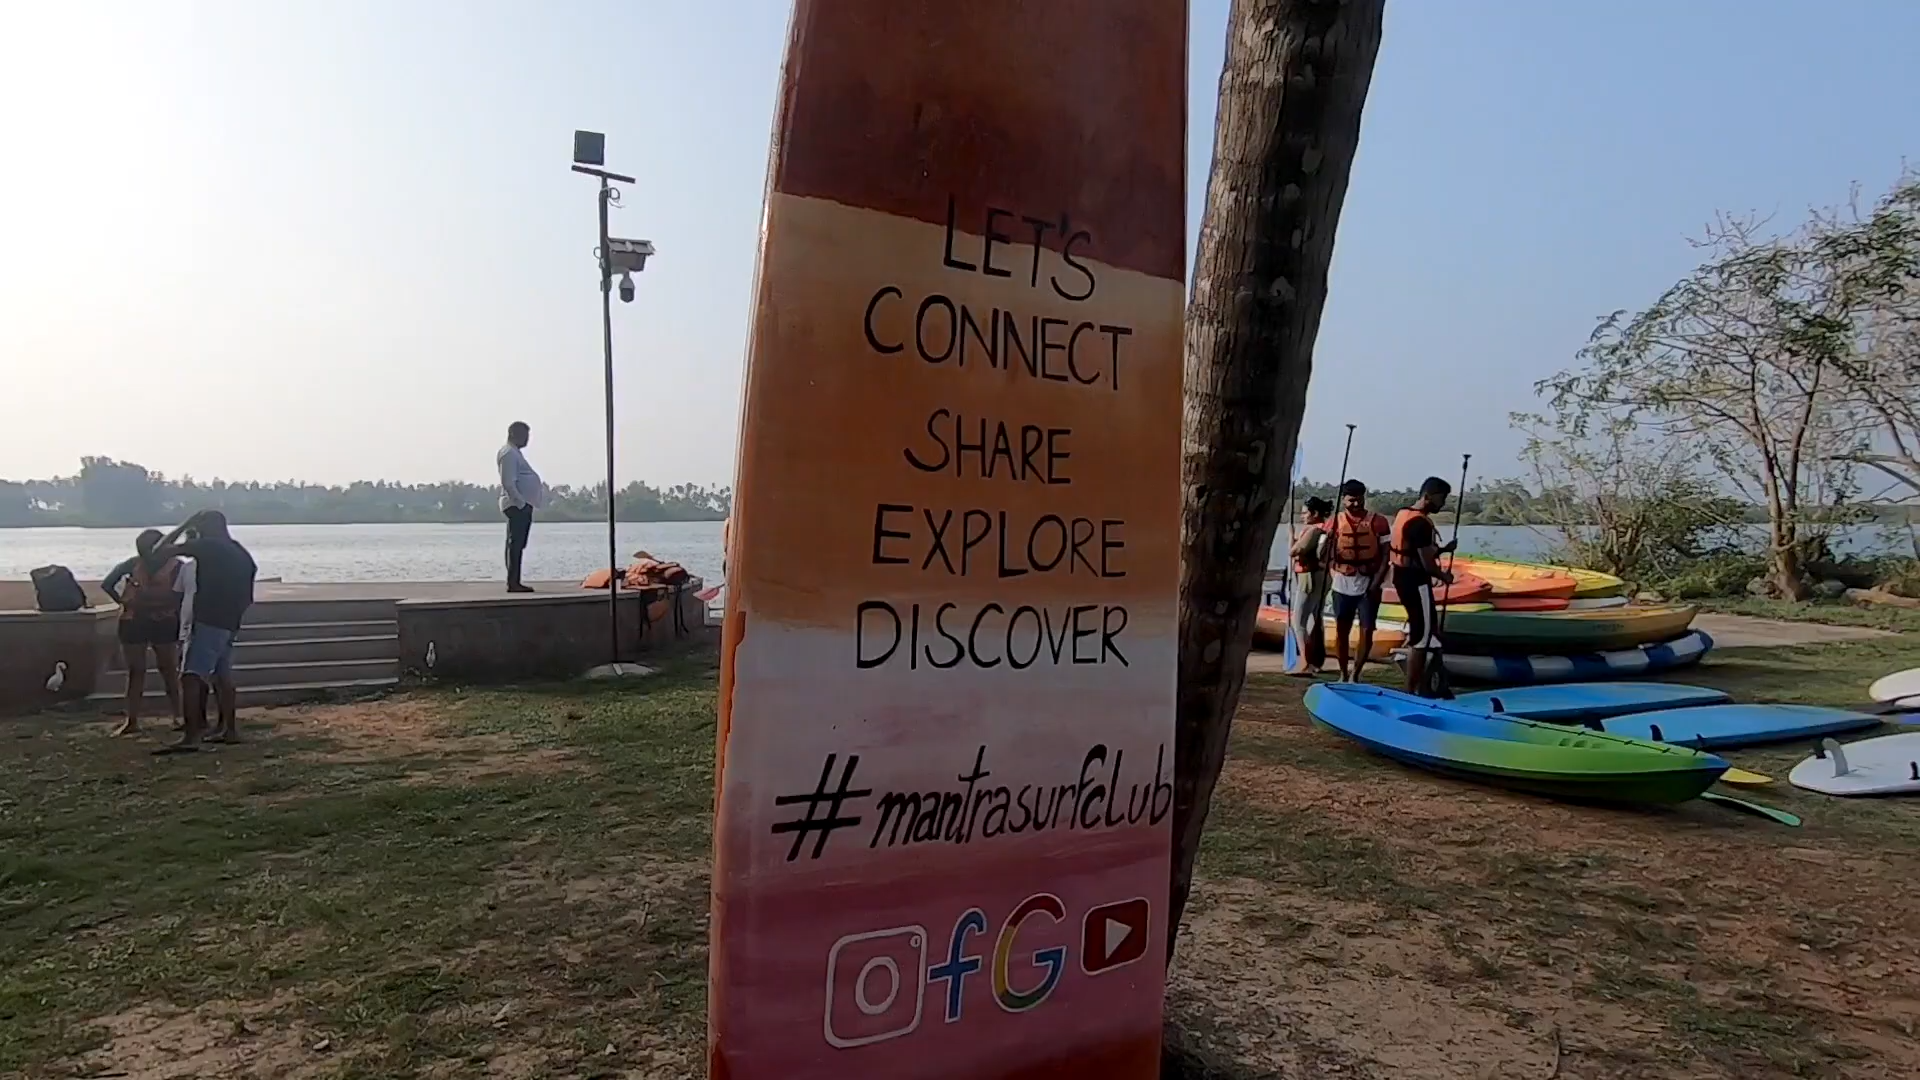 LET'S
CONNECT
SHARE
EXPLORE
DISCOVER
#mantrasurfcLub